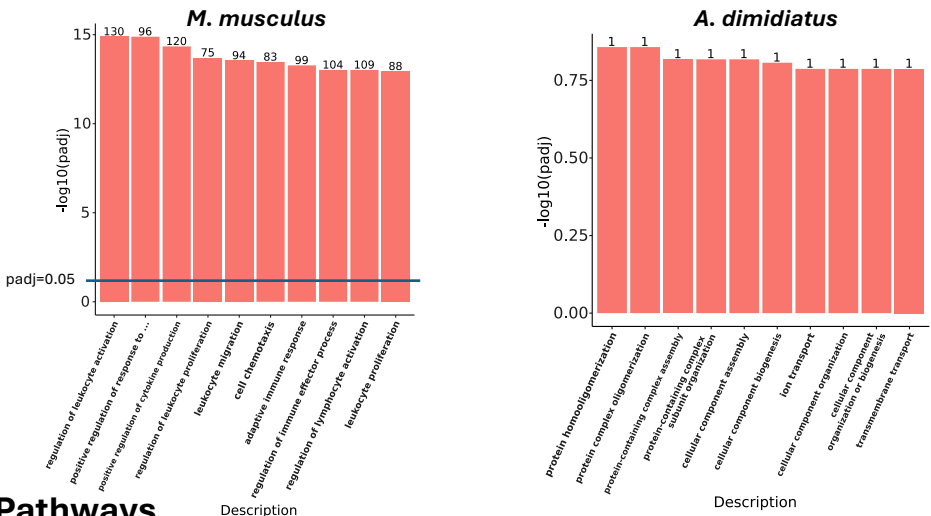 M. musculus
15
10
5
0
-log10(padj)
padj=0.05
130 96 120 75 94 83 99 104 109 88
regulation of leukocyte activation
positive regulation of response to ...
positive regulation of cytokine production
regulation of leukocyte proliferation
leukocyte migration
cell chemotaxis
adaptive immune response
regulation of immune effector process
regulation of lymphocyte activation
leukocyte proliferation
Description
Pathways
A. dimidiatus
0.75
0.50
0.25
0.00
-log10(padj)
1 1 1 1 1 1 1 1 1 1
protein homooligomerization
protein complex oligomerization
protein-containing complex assembly
protein-containing complex
subunit organization
cellular component assembly
cellular component biogenesis
ion transport
cellular component organization
cellular component
organization or biogenesis
transmembrane transport
Description